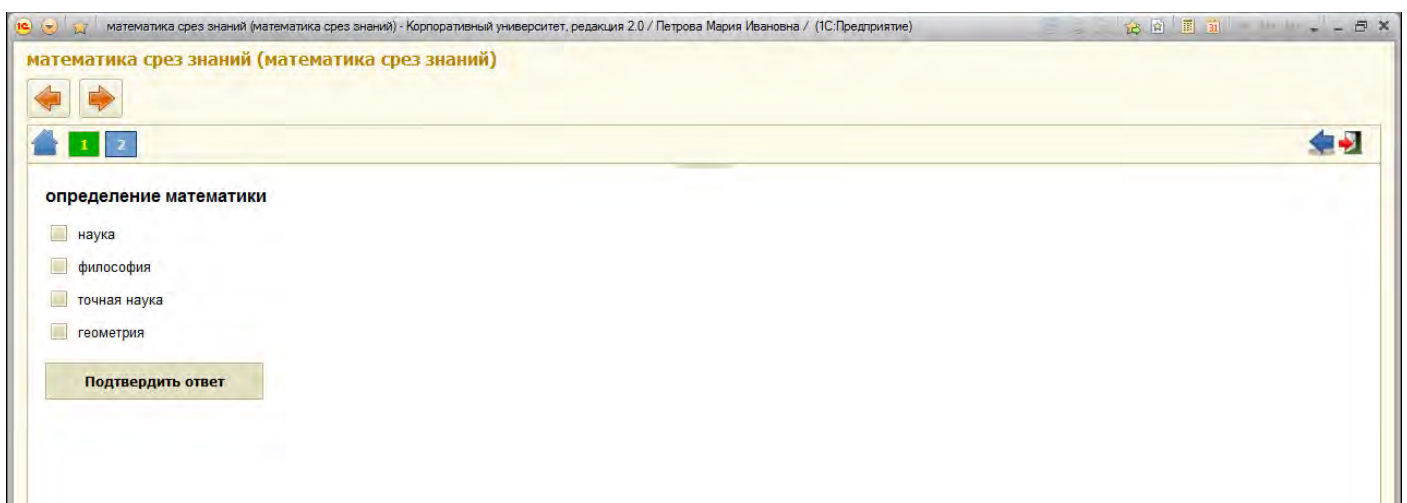 математика срез знаний (математика срез знаний) - Корпоративный университет, редакция 2.0 / Петрова Мария Ивановна / (1С:Предприятие)
математика срез знаний (математика срез знаний)
1 2
определение математики
наука
философия
точная наука
геометрия
Подтвердить ответ